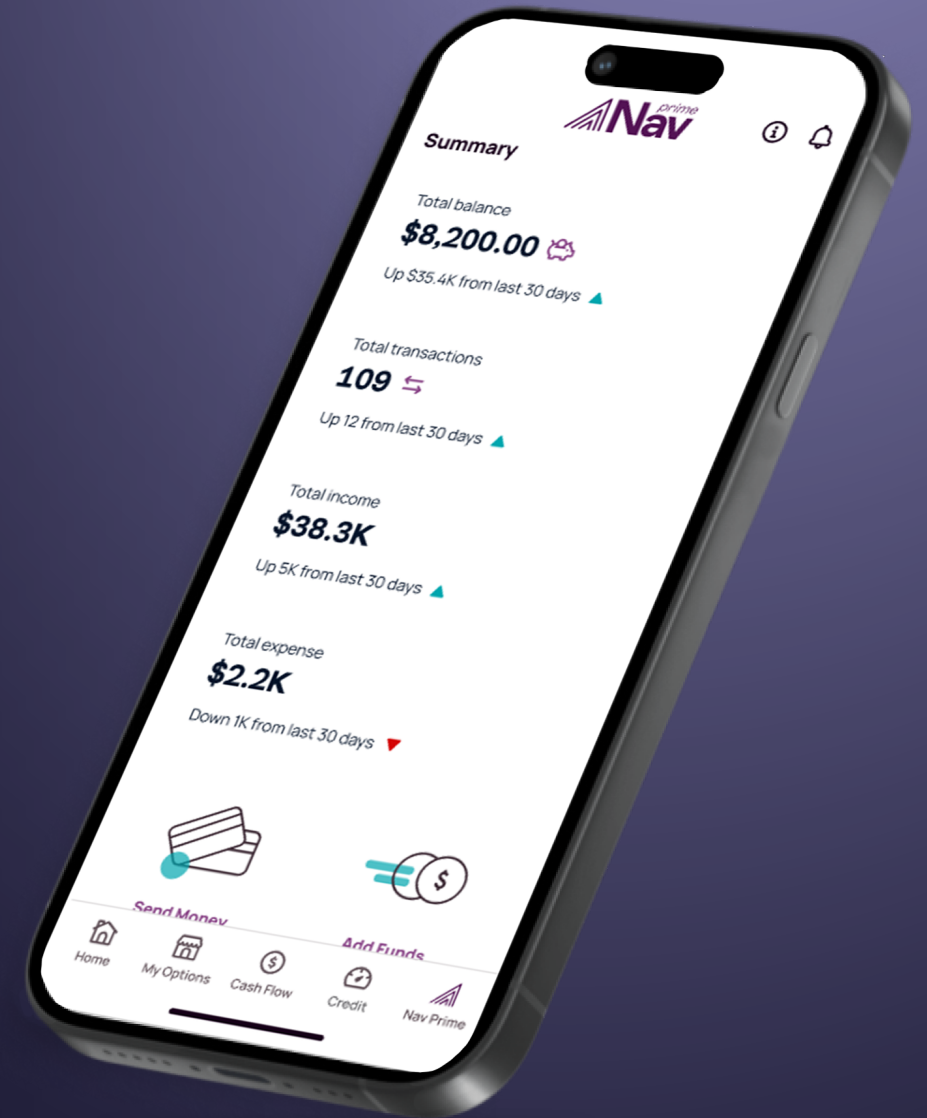 prime
Nav
Summary
Total balance
$8,200.00
Up $35.4K from last 30 days
Total transactions
109
Up 12 from last 30 days
Total income
$38.3K
Up 5K from last 30 days
Total expense
$2.2K
Down 1K from last 30 days
$
Send Money
Add Funds
$
Home
My Options
Cash Flow
Credit
Nav Prime